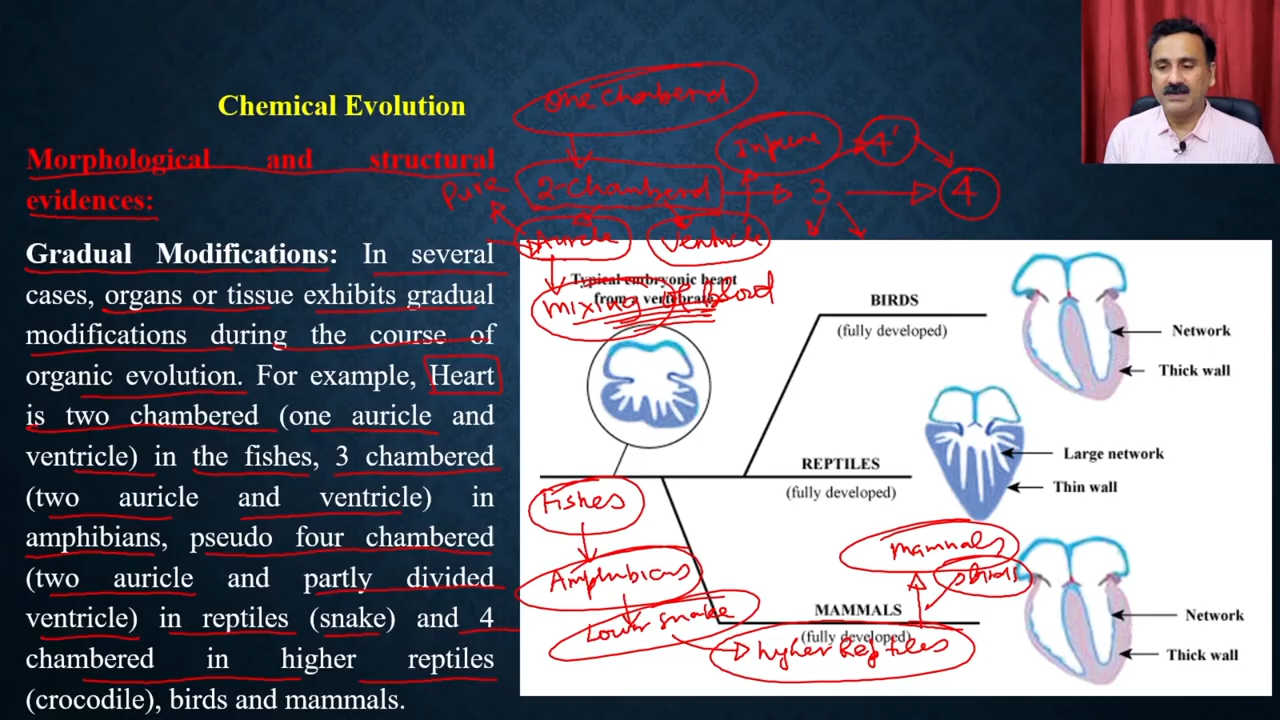 Chemical Evolution
Morphological and structural
evidences:
Gradual Modifications: In several
cases, organs or tissue exhibits gradual
modifications during the course of
organic evolution. For example, Heart
is two chambered (one auricle and
ventricle) in the fishes, 3 chambered
(two auricle and ventricle) in
amphibians, pseudo four chambered
(two auricle and partly divided
ventricle) in reptiles (snake) and 4
chambered in higher reptiles
(crocodile), birds and mammals.
one chamberd
Impure
4'
Pure
2-chamberd
3
4
Auricle
ventricle
Typical embryonic heart
from a vertebrate
mixing of blood
BIRDS
(fully developed)
Network
Thick wall
REPTILES
(fully developed)
Large network
Thin wall
Fishes
Amphibians
Lower snake
higher Reptiles
mammals
birds
MAMMALS
(fully developed)
Network
Thick wall